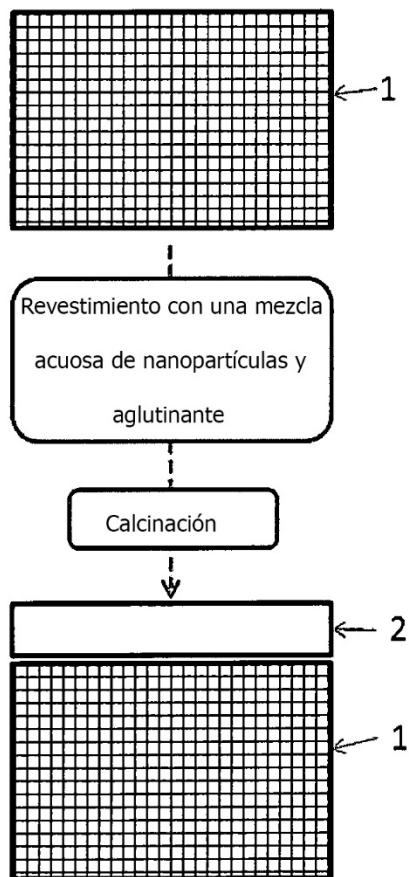 1
Revestimiento con una mezcla
acuosa de nanopartículas y
aglutinante
Calcinación
2
1